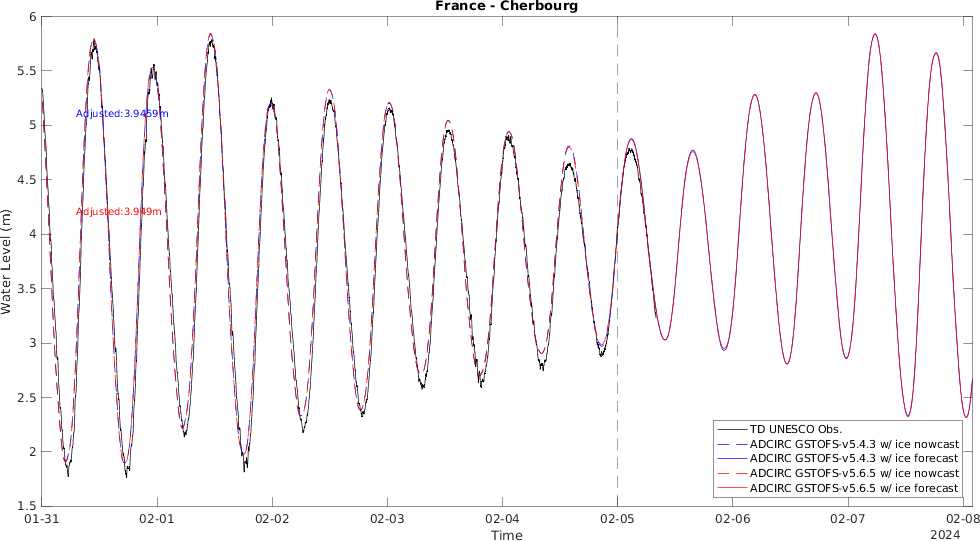 France - Cherbourg
6
5.5
5
4.5
4
3.5
3
2.5
2
1.5
Water Level (m)
Adjusted:3.9459m
Adjusted:3.949m
TD UNESCO Obs.
ADCIRC GSTOFS-v5.4.3 w/ ice nowcast
ADCIRC GSTOFS-v5.4.3 w/ ice forecast
ADCIRC GSTOFS-v5.6.5 w/ ice nowcast
ADCIRC GSTOFS-v5.6.5 w/ ice forecast
01-31 02-01 02-02 02-03 02-04 02-05 02-06 02-07 02-08
Time
2024